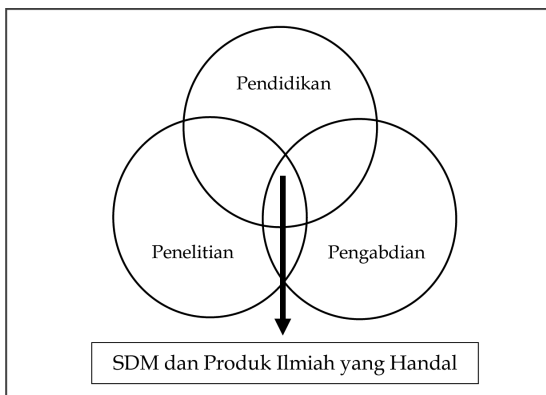 Pendidikan
Penelitian
Pengabdian
SDM dan Produk Ilmiah yang Handal